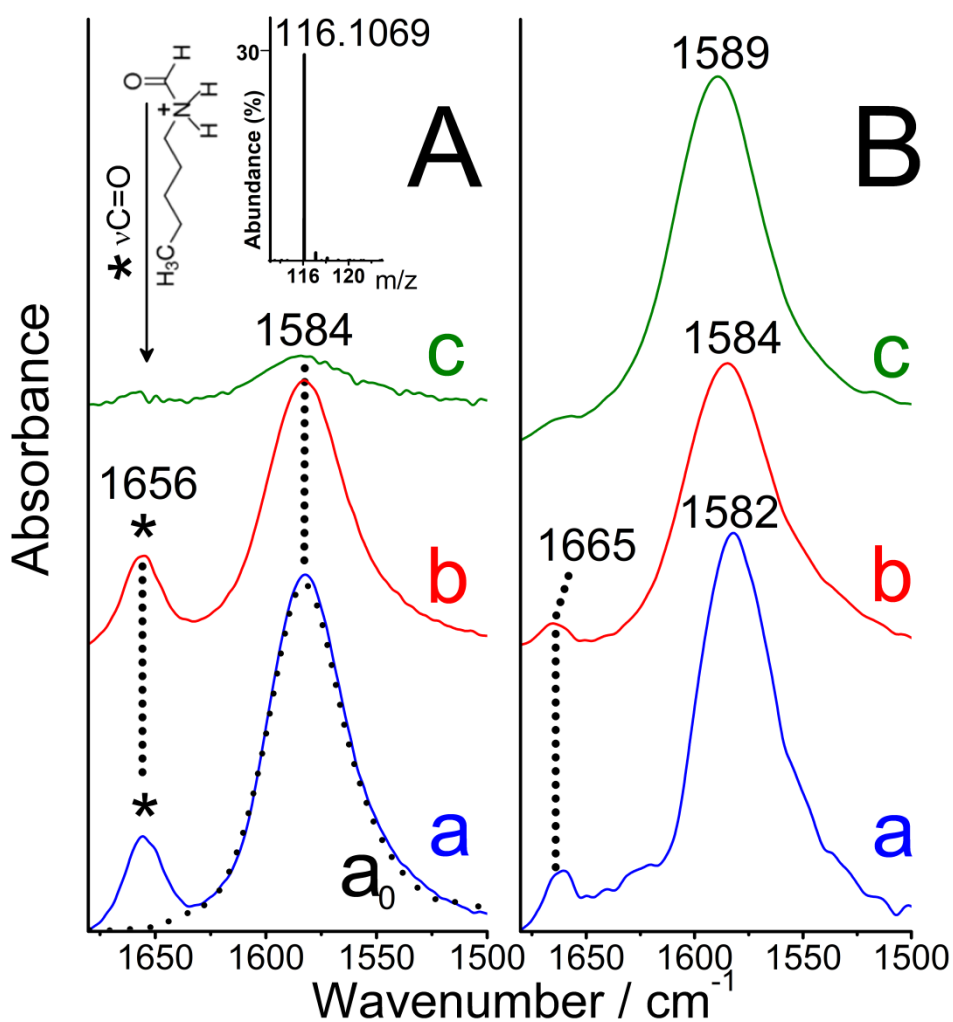 A
B
116.1069
30
Abundance (%)
116
120
m/z
H
O
N
+
H
H
H₃C
* νC=O
1584
c
1656
*
b
*
a
a₀
1589
c
1584
b
1582
1665
a
Absorbance
1650
1600
1550
1500
1650
1600
1550
1500
Wavenumber / cm⁻¹